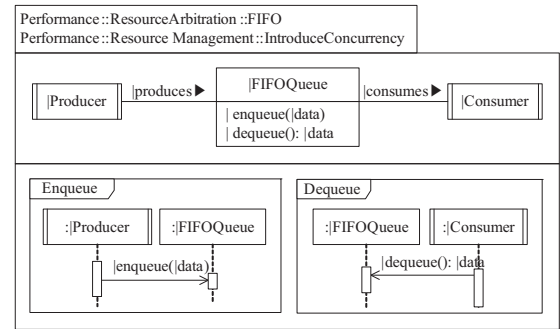 Performance::ResourceArbitration ::FIFO
Performance::Resource Management::IntroduceConcurrency
|Producer
|produces▶
|FIFOQueue
| enqueue(|data)
| dequeue(): |data
|consumes▶
|Consumer
Enqueue
:|Producer
:|FIFOQueue
|enqueue(|data)
Dequeue
:|FIFOQueue
:|Consumer
|dequeue(): |data